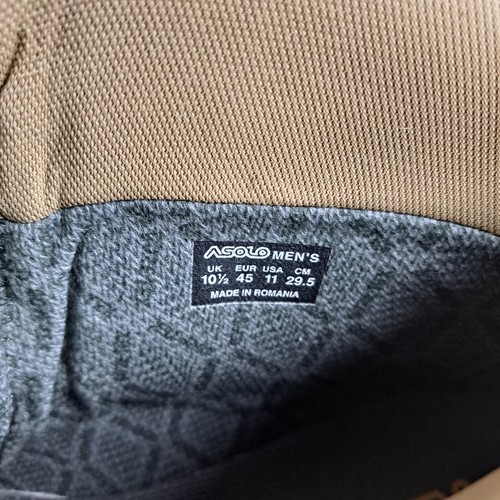 ASOLO MEN'S
UK EUR USA CM
10½ 45 11 29.5
MADE IN ROMANIA